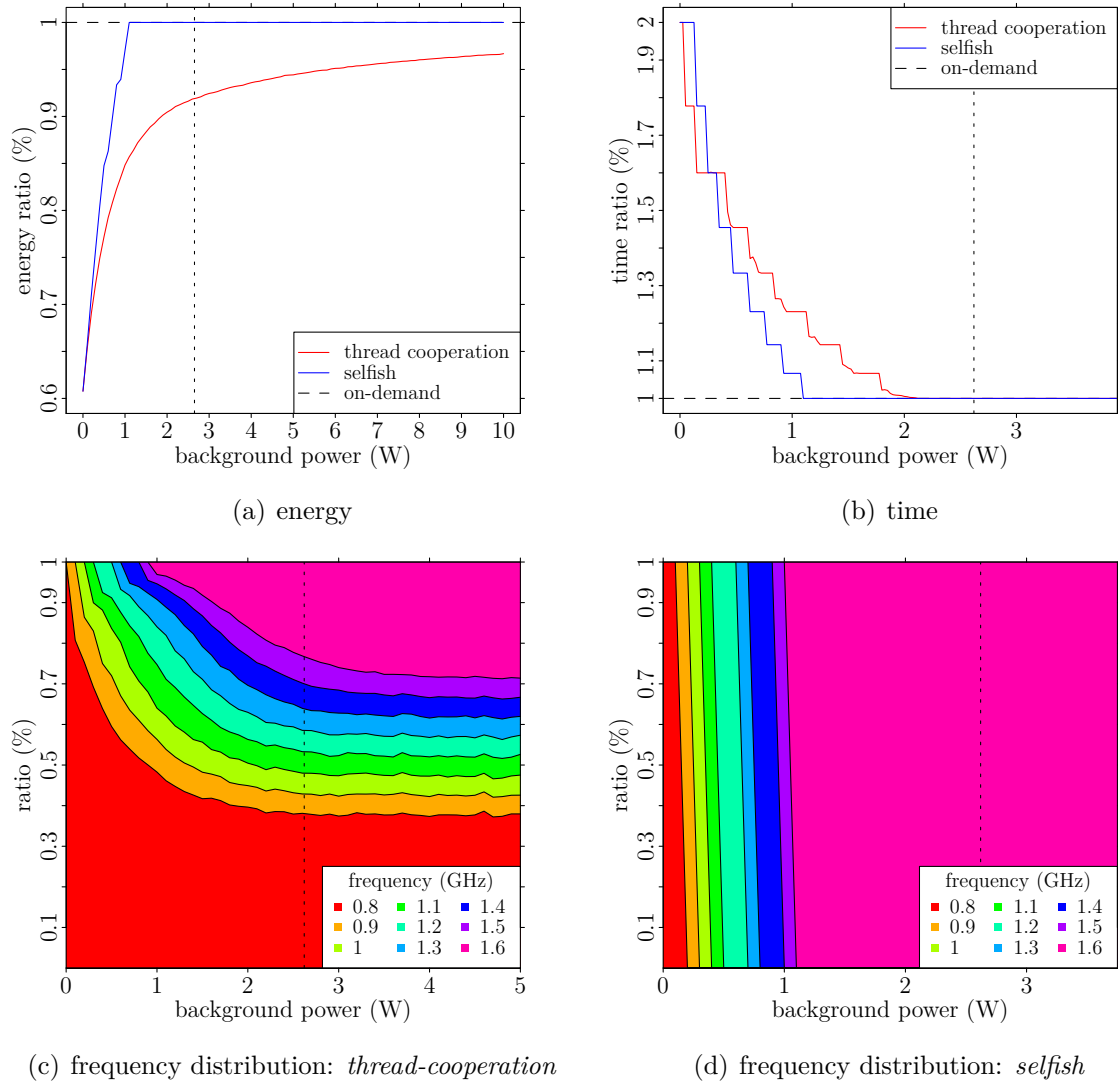 1
0.9
0.8
0.7
0.6
energy ratio (%)
0 1 2 3 4 5 6 7 8 9 10
background power (W)
thread cooperation
selfish
on-demand
(a) energy
2
1.9
1.7
1.5
1.3
1.1
1
time ratio (%)
0 1 2 3
background power (W)
thread cooperation
selfish
on-demand
(b) time
1
0.9
0.7
0.5
0.3
0.1
ratio (%)
0 1 2 3 4 5
background power (W)
frequency (GHz)
0.8 1.1 1.4
0.9 1.2 1.5
1 1.3 1.6
(c) frequency distribution: thread-cooperation
1
0.9
0.7
0.5
0.3
0.1
ratio (%)
0 1 2 3
background power (W)
frequency (GHz)
0.8 1.1 1.4
0.9 1.2 1.5
1 1.3 1.6
(d) frequency distribution: selfish